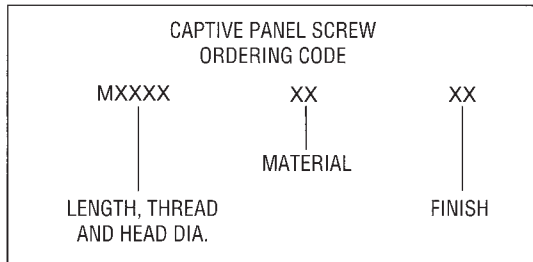 CAPTIVE PANEL SCREW
ORDERING CODE
MXXXX XX XX
MATERIAL
LENGTH, THREAD
AND HEAD DIA.
FINISH